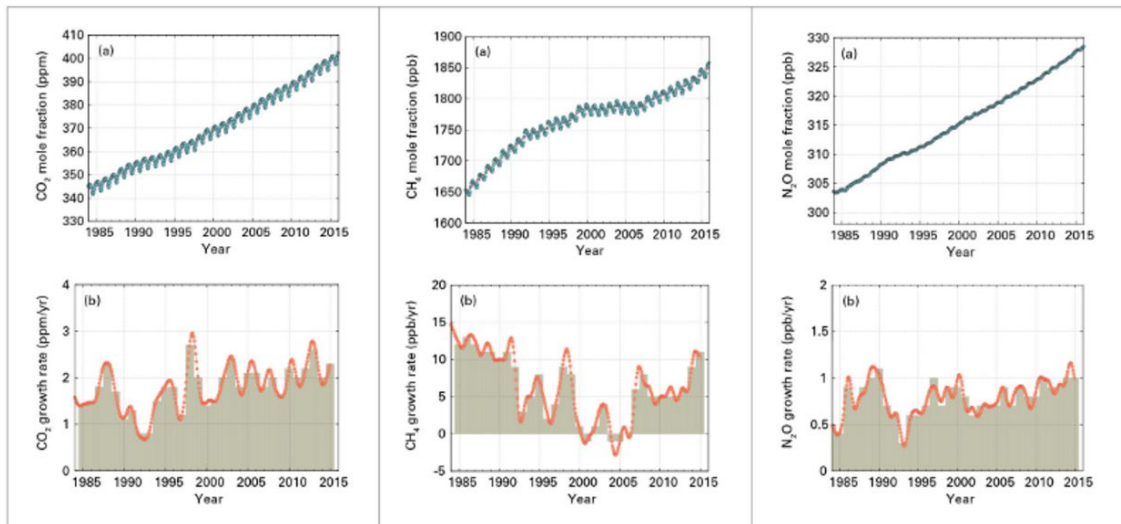 (a)
CO₂ mole fraction (ppm)
410
400
390
380
370
360
350
340
330
1985 1990 1995 2000 2005 2010 2015
Year
(a)
CH₄ mole fraction (ppb)
1900
1850
1800
1750
1700
1650
1600
1985 1990 1995 2000 2005 2010 2015
Year
(a)
N₂O mole fraction (ppb)
330
325
320
315
310
305
300
1985 1990 1995 2000 2005 2010 2015
Year
(b)
CO₂ growth rate (ppm/yr)
4
3
2
1
0
1985 1990 1995 2000 2005 2010 2015
Year
(b)
CH₄ growth rate (ppb/yr)
20
15
10
5
0
-5
1985 1990 1995 2000 2005 2010 2015
Year
(b)
N₂O growth rate (ppb/yr)
2
1.5
1
0.5
0
1985 1990 1995 2000 2005 2010 2015
Year